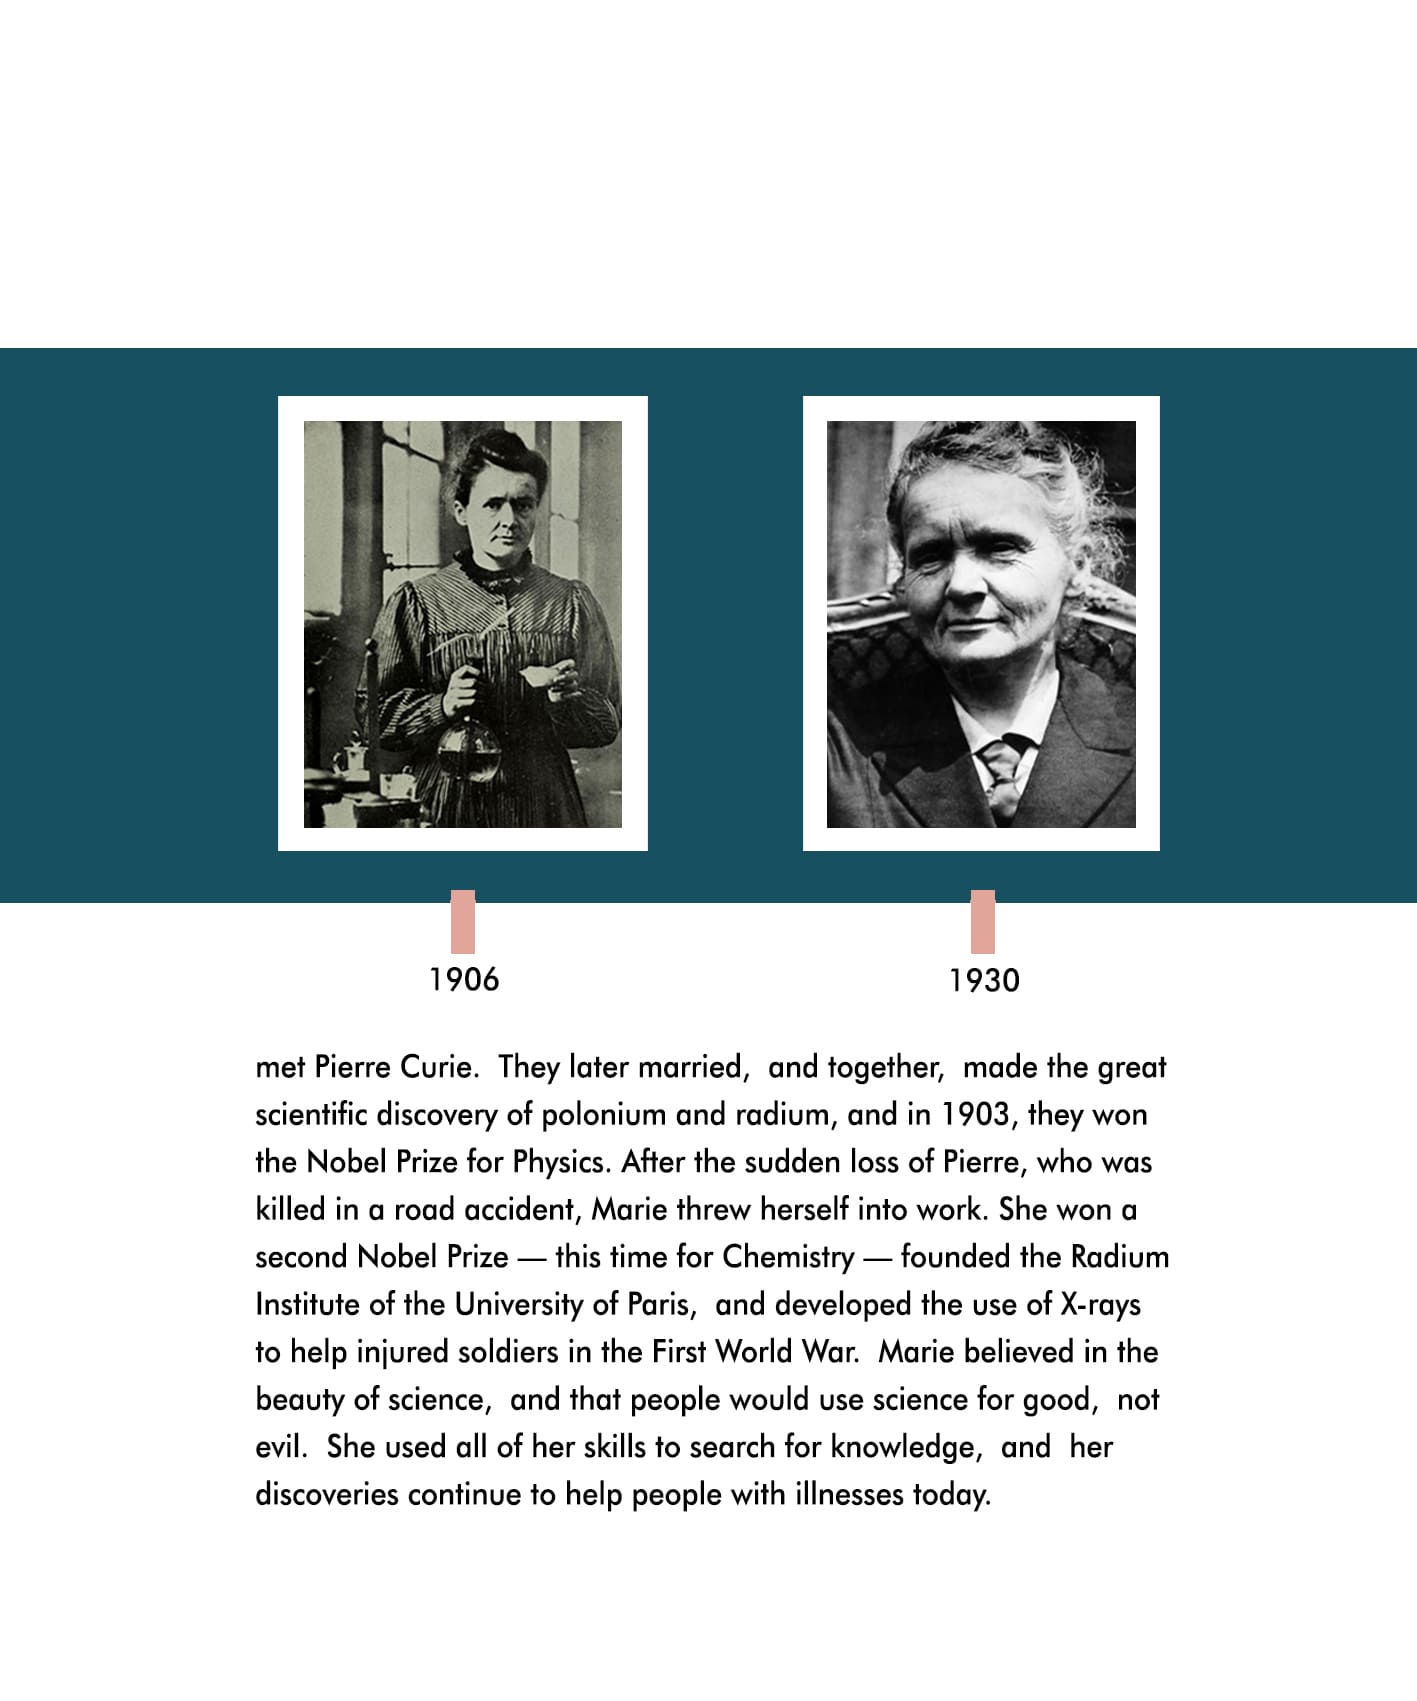 1906
1930
met Pierre Curie. They later married, and together, made the great
scientific discovery of polonium and radium, and in 1903, they won
the Nobel Prize for Physics. After the sudden loss of Pierre, who was
killed in a road accident, Marie threw herself into work. She won a
second Nobel Prize — this time for Chemistry — founded the Radium
Institute of the University of Paris, and developed the use of X-rays
to help injured soldiers in the First World War. Marie believed in the
beauty of science, and that people would use science for good, not
evil. She used all of her skills to search for knowledge, and her
discoveries continue to help people with illnesses today.